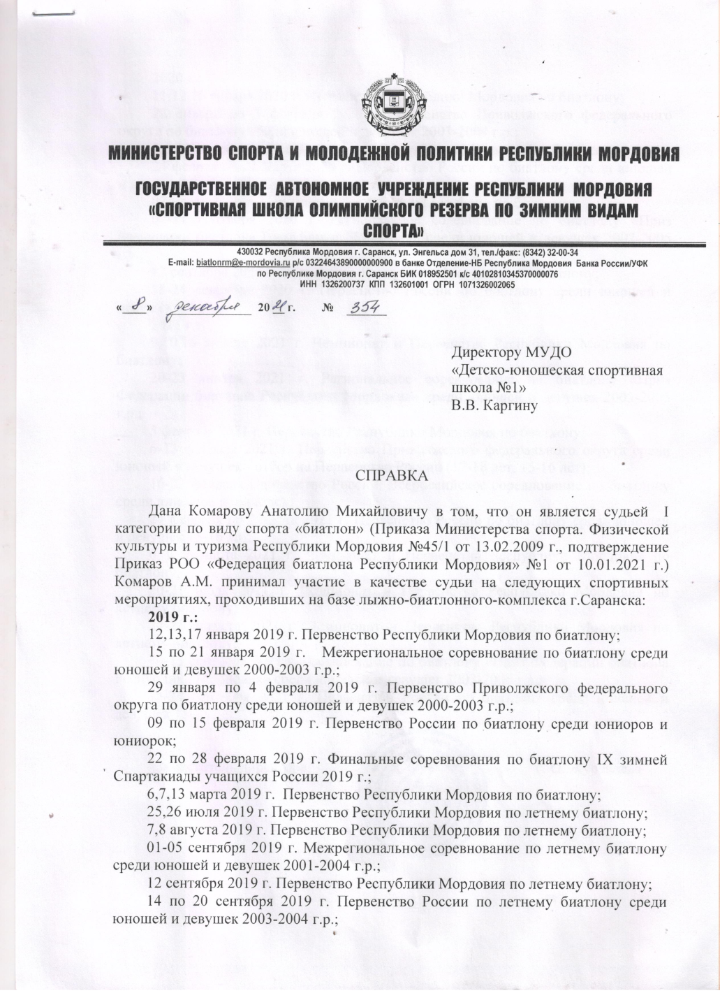 МИНИСТЕРСТВО СПОРТА И МОЛОДЕЖНОЙ ПОЛИТИКИ РЕСПУБЛИКИ МОРДОВИЯ
ГОСУДАРСТВЕННОЕ АВТОНОМНОЕ УЧРЕЖДЕНИЕ РЕСПУБЛИКИ МОРДОВИЯ
«СПОРТИВНАЯ ШКОЛА ОЛИМПИЙСКОГО РЕЗЕРВА ПО ЗИМНИМ ВИДАМ
СПОРТА»
430032 Республика Мордовия г. Саранск, ул. Энгельса дом 31, тел./факс: (8342) 32-00-34
E-mail: biatlonrm@e-mordovia.ru р/с 03224643890000000900 в банке Отделение-НБ Республика Мордовия Банка России/УФК
по Республике Мордовия г. Саранск БИК 018952501 к/с 40102810345370000076
ИНН 1326200737 КПП 132601001 ОГРН 1071326002065
«8» декабря 2021 г. № 354
Директору МУДО
«Детско-юношеская спортивная
школа №1»
В.В. Каргину
СПРАВКА
Дана Комарову Анатолию Михайловичу в том, что он является судьей I
категории по виду спорта «биатлон» (Приказа Министерства спорта. Физической
культуры и туризма Республики Мордовия №45/1 от 13.02.2009 г., подтверждение
Приказ РОО «Федерация биатлона Республики Мордовия» №1 от 10.01.2021 г.)
Комаров А.М. принимал участие в качестве судьи на следующих спортивных
мероприятиях, проходивших на базе лыжно-биатлонного-комплекса г.Саранска:
2019 г.:
12,13,17 января 2019 г. Первенство Республики Мордовия по биатлону;
15 по 21 января 2019 г. Межрегиональное соревнование по биатлону среди
юношей и девушек 2000-2003 г.р.;
29 января по 4 февраля 2019 г. Первенство Приволжского федерального
округа по биатлону среди юношей и девушек 2000-2003 г.р.;
09 по 15 февраля 2019 г. Первенство России по биатлону среди юниоров и
юниорок;
22 по 28 февраля 2019 г. Финальные соревнования по биатлону IX зимней
Спартакиады учащихся России 2019 г.;
6,7,13 марта 2019 г. Первенство Республики Мордовия по биатлону;
25,26 июля 2019 г. Первенство Республики Мордовия по летнему биатлону;
7,8 августа 2019 г. Первенство Республики Мордовия по летнему биатлону;
01-05 сентября 2019 г. Межрегиональное соревнование по летнему биатлону
среди юношей и девушек 2001-2004 г.р.;
12 сентября 2019 г. Первенство Республики Мордовия по летнему биатлону;
14 по 20 сентября 2019 г. Первенство России по летнему биатлону среди
юношей и девушек 2003-2004 г.р.;